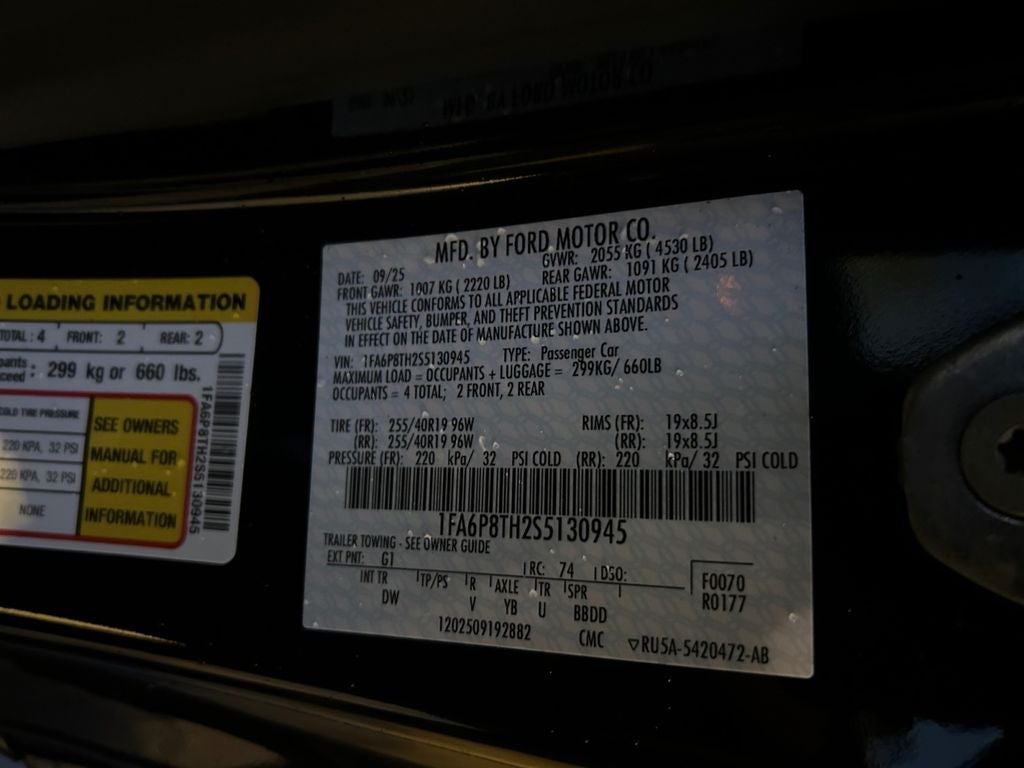 MFD. BY FORD MOTOR CO.
LOADING INFORMATION
TOTAL : 4 FRONT: 2 REAR: 2
: 299 kg or 660 lbs.
COLD TIRE PRESSURE
220 KPA, 32 PSI
220 KPA, 32 PSI
NONE
SEE OWNERS
MANUAL FOR
ADDITIONAL
INFORMATION
1FA6P8TH2S5130945
MFD. BY FORD MOTOR CO.
DATE: 09/25 GVWR: 2055 KG ( 4530 LB)
FRONT GAWR: 1007 KG ( 2220 LB) REAR GAWR: 1091 KG ( 2405 LB)
THIS VEHICLE CONFORMS TO ALL APPLICABLE FEDERAL MOTOR
VEHICLE SAFETY, BUMPER, AND THEFT PREVENTION STANDARDS
IN EFFECT ON THE DATE OF MANUFACTURE SHOWN ABOVE.
VIN: 1FA6P8TH2S5130945 TYPE: Passenger Car
MAXIMUM LOAD = OCCUPANTS + LUGGAGE = 299KG/ 660LB
OCCUPANTS = 4 TOTAL; 2 FRONT, 2 REAR
TIRE (FR): 255/40R19 96W RIMS (FR): 19x8.5J
(RR): 255/40R19 96W (RR): 19x8.5J
PRESSURE (FR): 220 kPa/ 32 PSI COLD (RR): 220 kPa/ 32 PSI COLD
1FA6P8TH2S5130945
TRAILER TOWING - SEE OWNER GUIDE
EXT PNT: G1 RC: 74 DSO:
INT TR TP/PS R AXLE TR SPR F0070
DW V YB U BBDD R0177
1202509192882 CMC ▽RU5A-5420472-AB